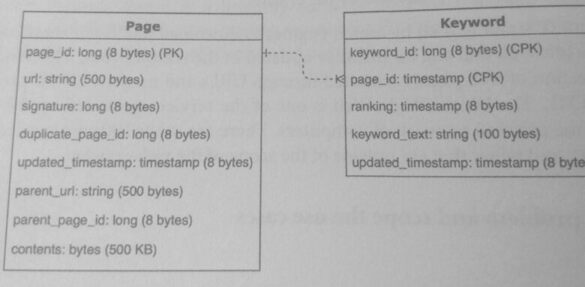 Page
page_id: long (8 bytes) (PK)
url: string (500 bytes)
signature: long (8 bytes)
duplicate_page_id: long (8 bytes)
updated_timestamp: timestamp (8 bytes)
parent_url: string (500 bytes)
parent_page_id: long (8 bytes)
contents: bytes (500 KB)
Keyword
keyword_id: long (8 bytes) (CPK)
page_id: timestamp (CPK)
ranking: timestamp (8 bytes)
keyword_text: string (100 bytes)
updated_timestamp: timestamp (8 byte